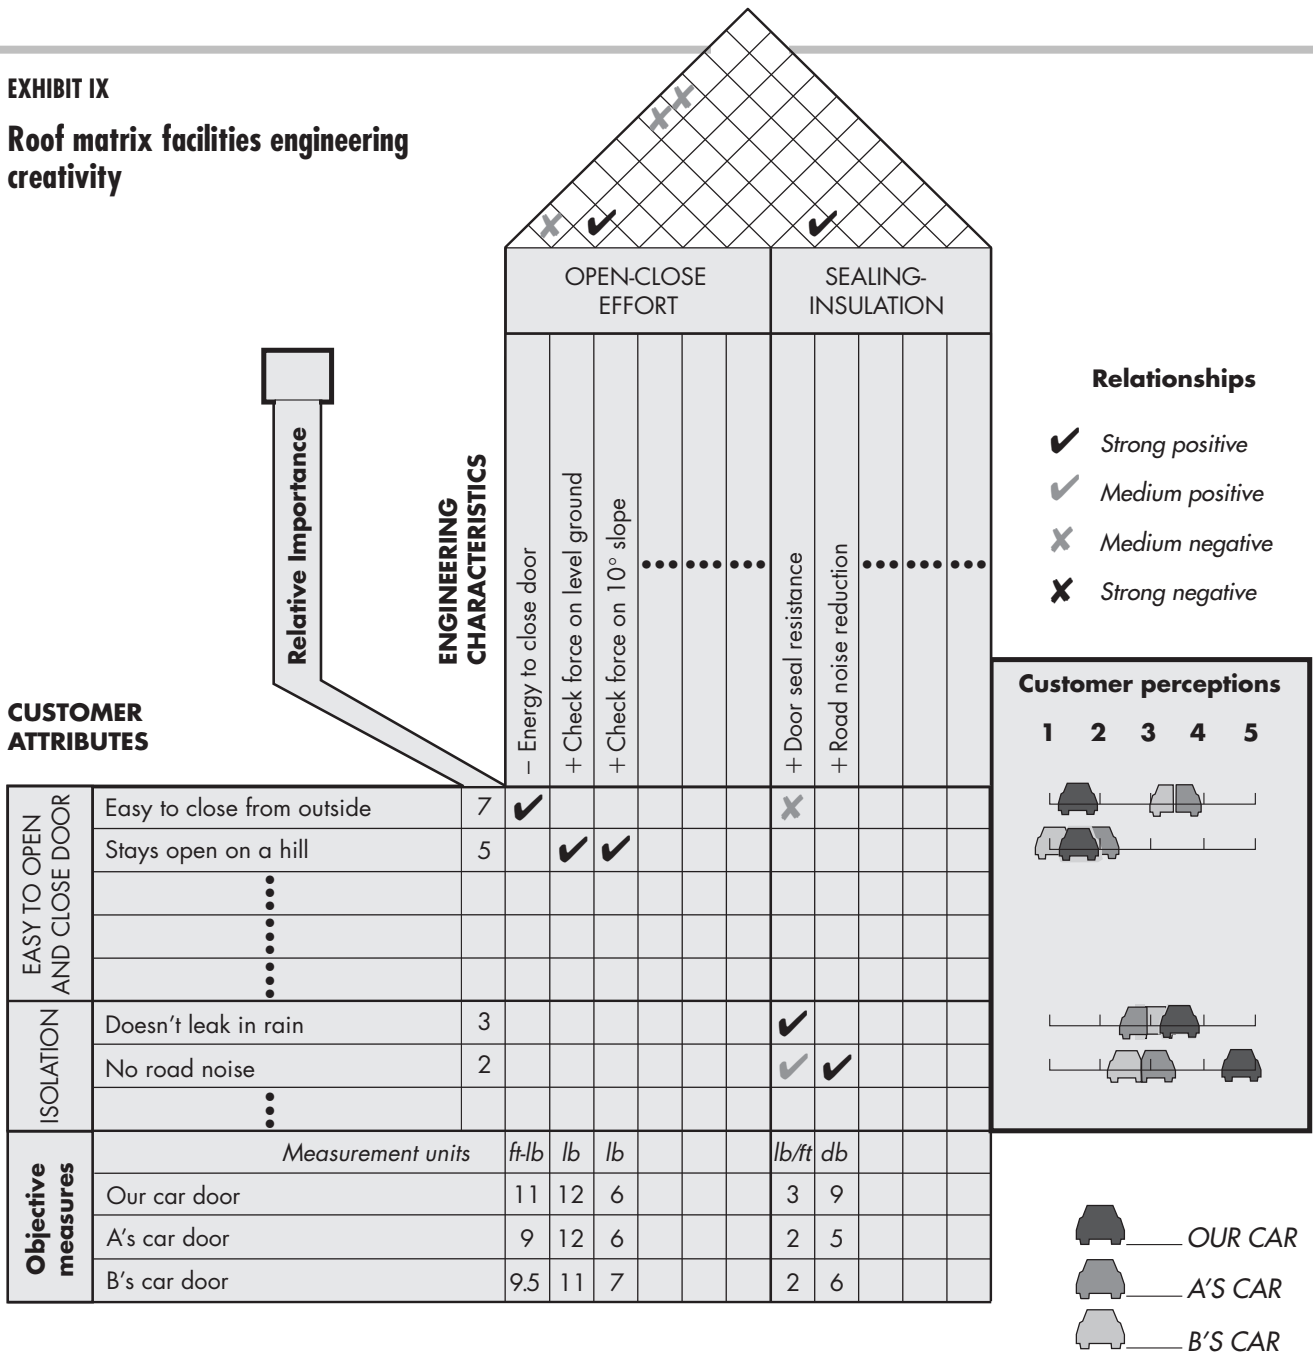 EXHIBIT IX
Roof matrix facilities engineering
creativity
OPEN-CLOSE
EFFORT
SEALING-
INSULATION
Relative Importance
ENGINEERING
CHARACTERISTICS
– Energy to close door
+ Check force on level ground
+ Check force on 10° slope
+ Door seal resistance
+ Road noise reduction
Relationships
✔ Strong positive
✔ Medium positive
✘ Medium negative
✘ Strong negative
CUSTOMER
ATTRIBUTES
Customer perceptions
1 2 3 4 5
EASY TO OPEN
AND CLOSE DOOR
Easy to close from outside 7 ✔ ✘
Stays open on a hill 5 ✔ ✔
ISOLATION
Doesn't leak in rain 3 ✔
No road noise 2 ✔ ✔
Objective
measures
Measurement units ft-lb lb lb lb/ft db
Our car door 11 12 6 3 9
A's car door 9 12 6 2 5
B's car door 9.5 11 7 2 6
OUR CAR
A'S CAR
B'S CAR